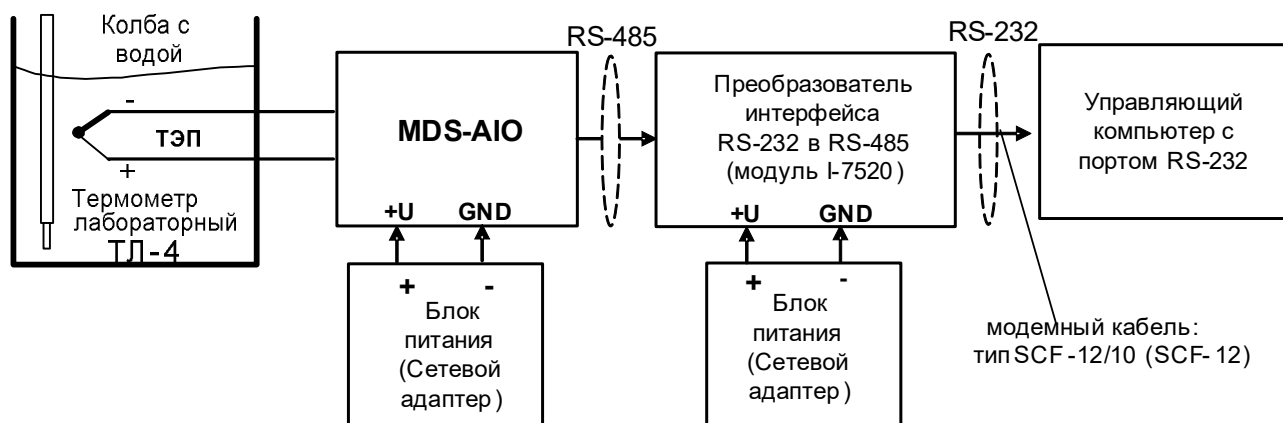 Колба с
водой
-
ТЭП
+
Термометр
лабораторный
ТЛ-4
MDS-AIO
+U GND
+ -
Блок
питания
(Сетевой
адаптер)
RS-485
Преобразователь
интерфейса
RS-232 в RS-485
(модуль I-7520)
+U GND
+ -
Блок
питания
(Сетевой
адаптер)
RS-232
Управляющий
компьютер с
портом RS-232
модемный кабель:
тип SCF-12/10 (SCF-12)